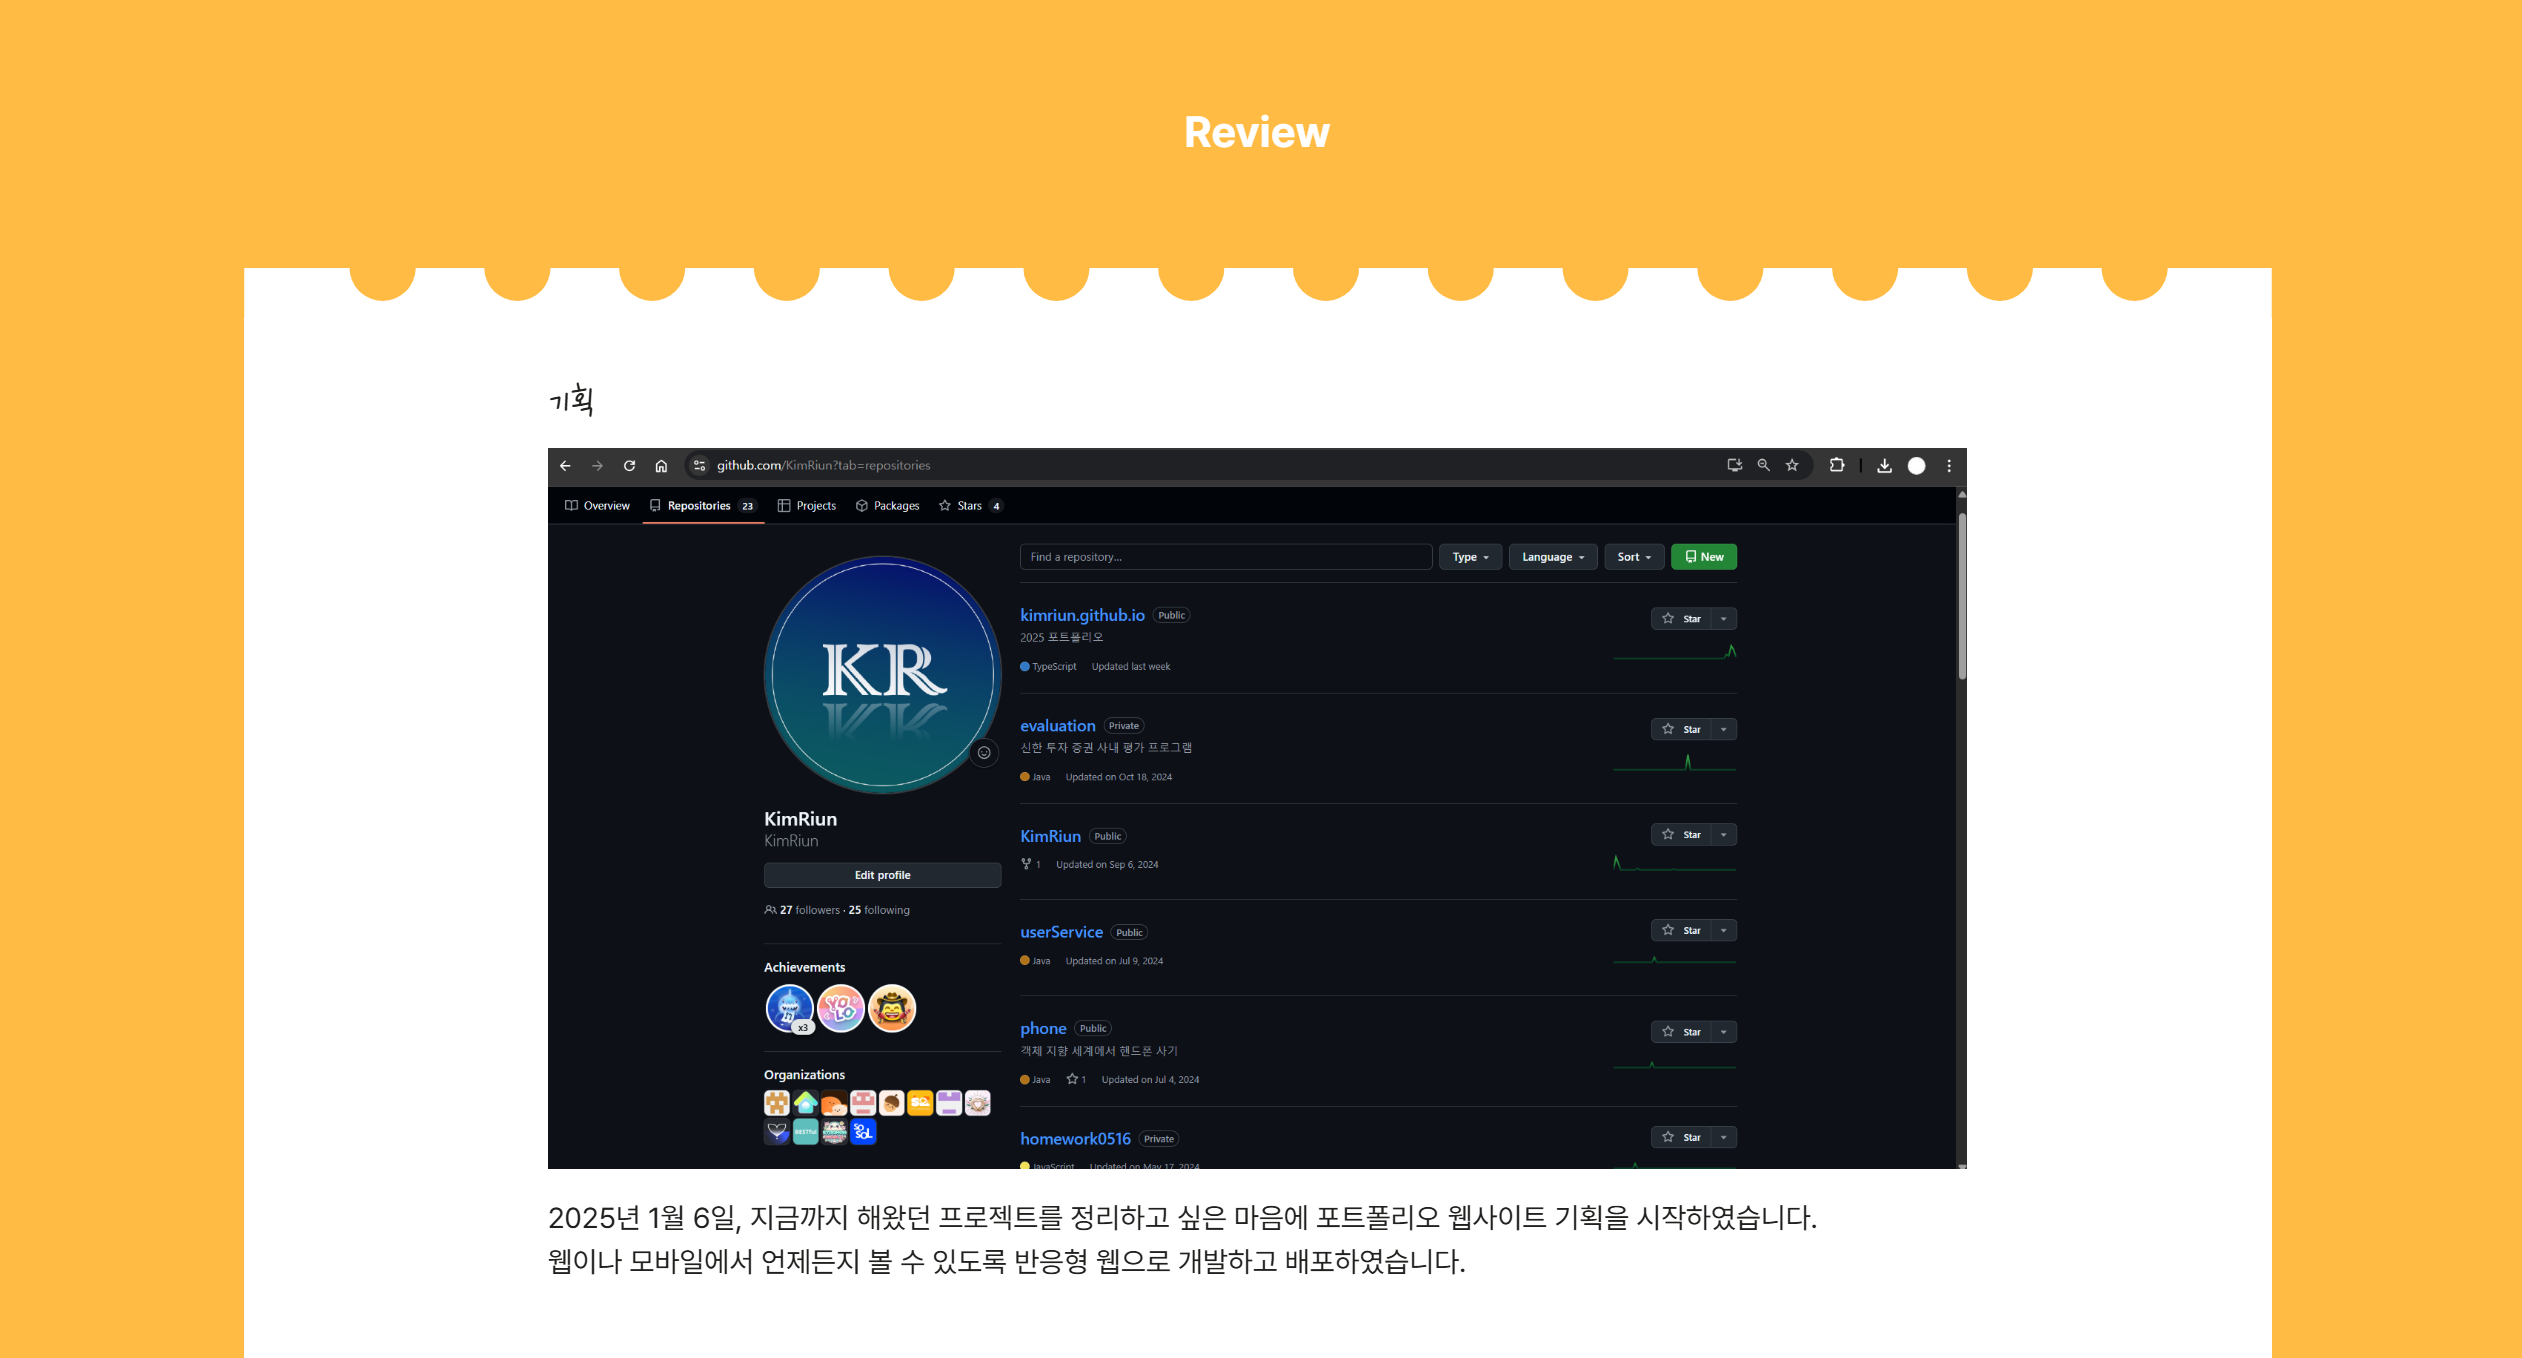 Review
기획
github.com/KimRiun?tab=repositories
Overview Repositories 23 Projects Packages Stars 4
Find a repository... Type Language Sort New
KR
KimRiun
KimRiun
Edit profile
27 followers · 25 following
Achievements
x3
YOLO
Organizations
RESTful
SOSOL
kimriun.github.io Public Star
2025 포트폴리오
TypeScript Updated last week
evaluation Private Star
신한 투자 증권 사내 평가 프로그램
Java Updated on Oct 18, 2024
KimRiun Public Star
1 Updated on Sep 6, 2024
userService Public Star
Java Updated on Jul 9, 2024
phone Public Star
객체 지향 세계에서 핸드폰 사기
Java 1 Updated on Jul 4, 2024
homework0516 Private Star
JavaScript Updated on May 17, 2024
2025년 1월 6일, 지금까지 해왔던 프로젝트를 정리하고 싶은 마음에 포트폴리오 웹사이트 기획을 시작하였습니다.
웹이나 모바일에서 언제든지 볼 수 있도록 반응형 웹으로 개발하고 배포하였습니다.